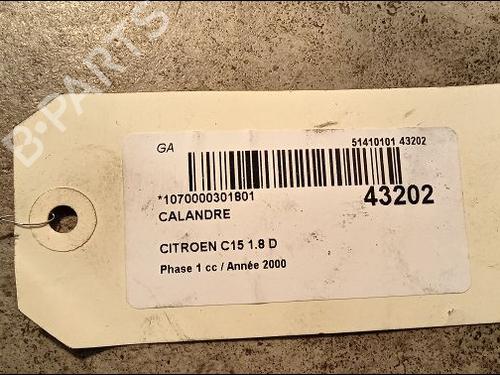 GA
51410101 43202
*1070000301801
43202
CALANDRE
CITROEN C15 1.8 D
Phase 1 cc / Année 2000
B-PARTS